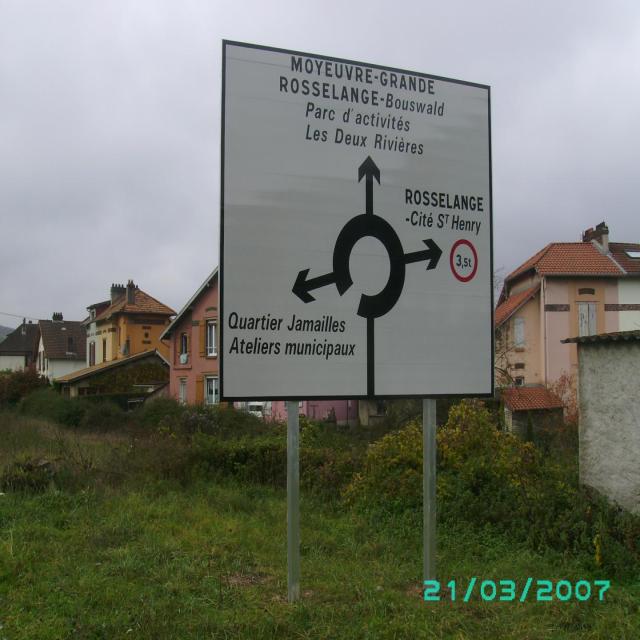 MOYEUVRE-GRANDE
ROSSELANGE-Bouswald
Parc d'activités
Les Deux Rivières
ROSSELANGE
-Cité ST Henry
3,5t
Quartier Jamailles
Ateliers municipaux
21/03/2007